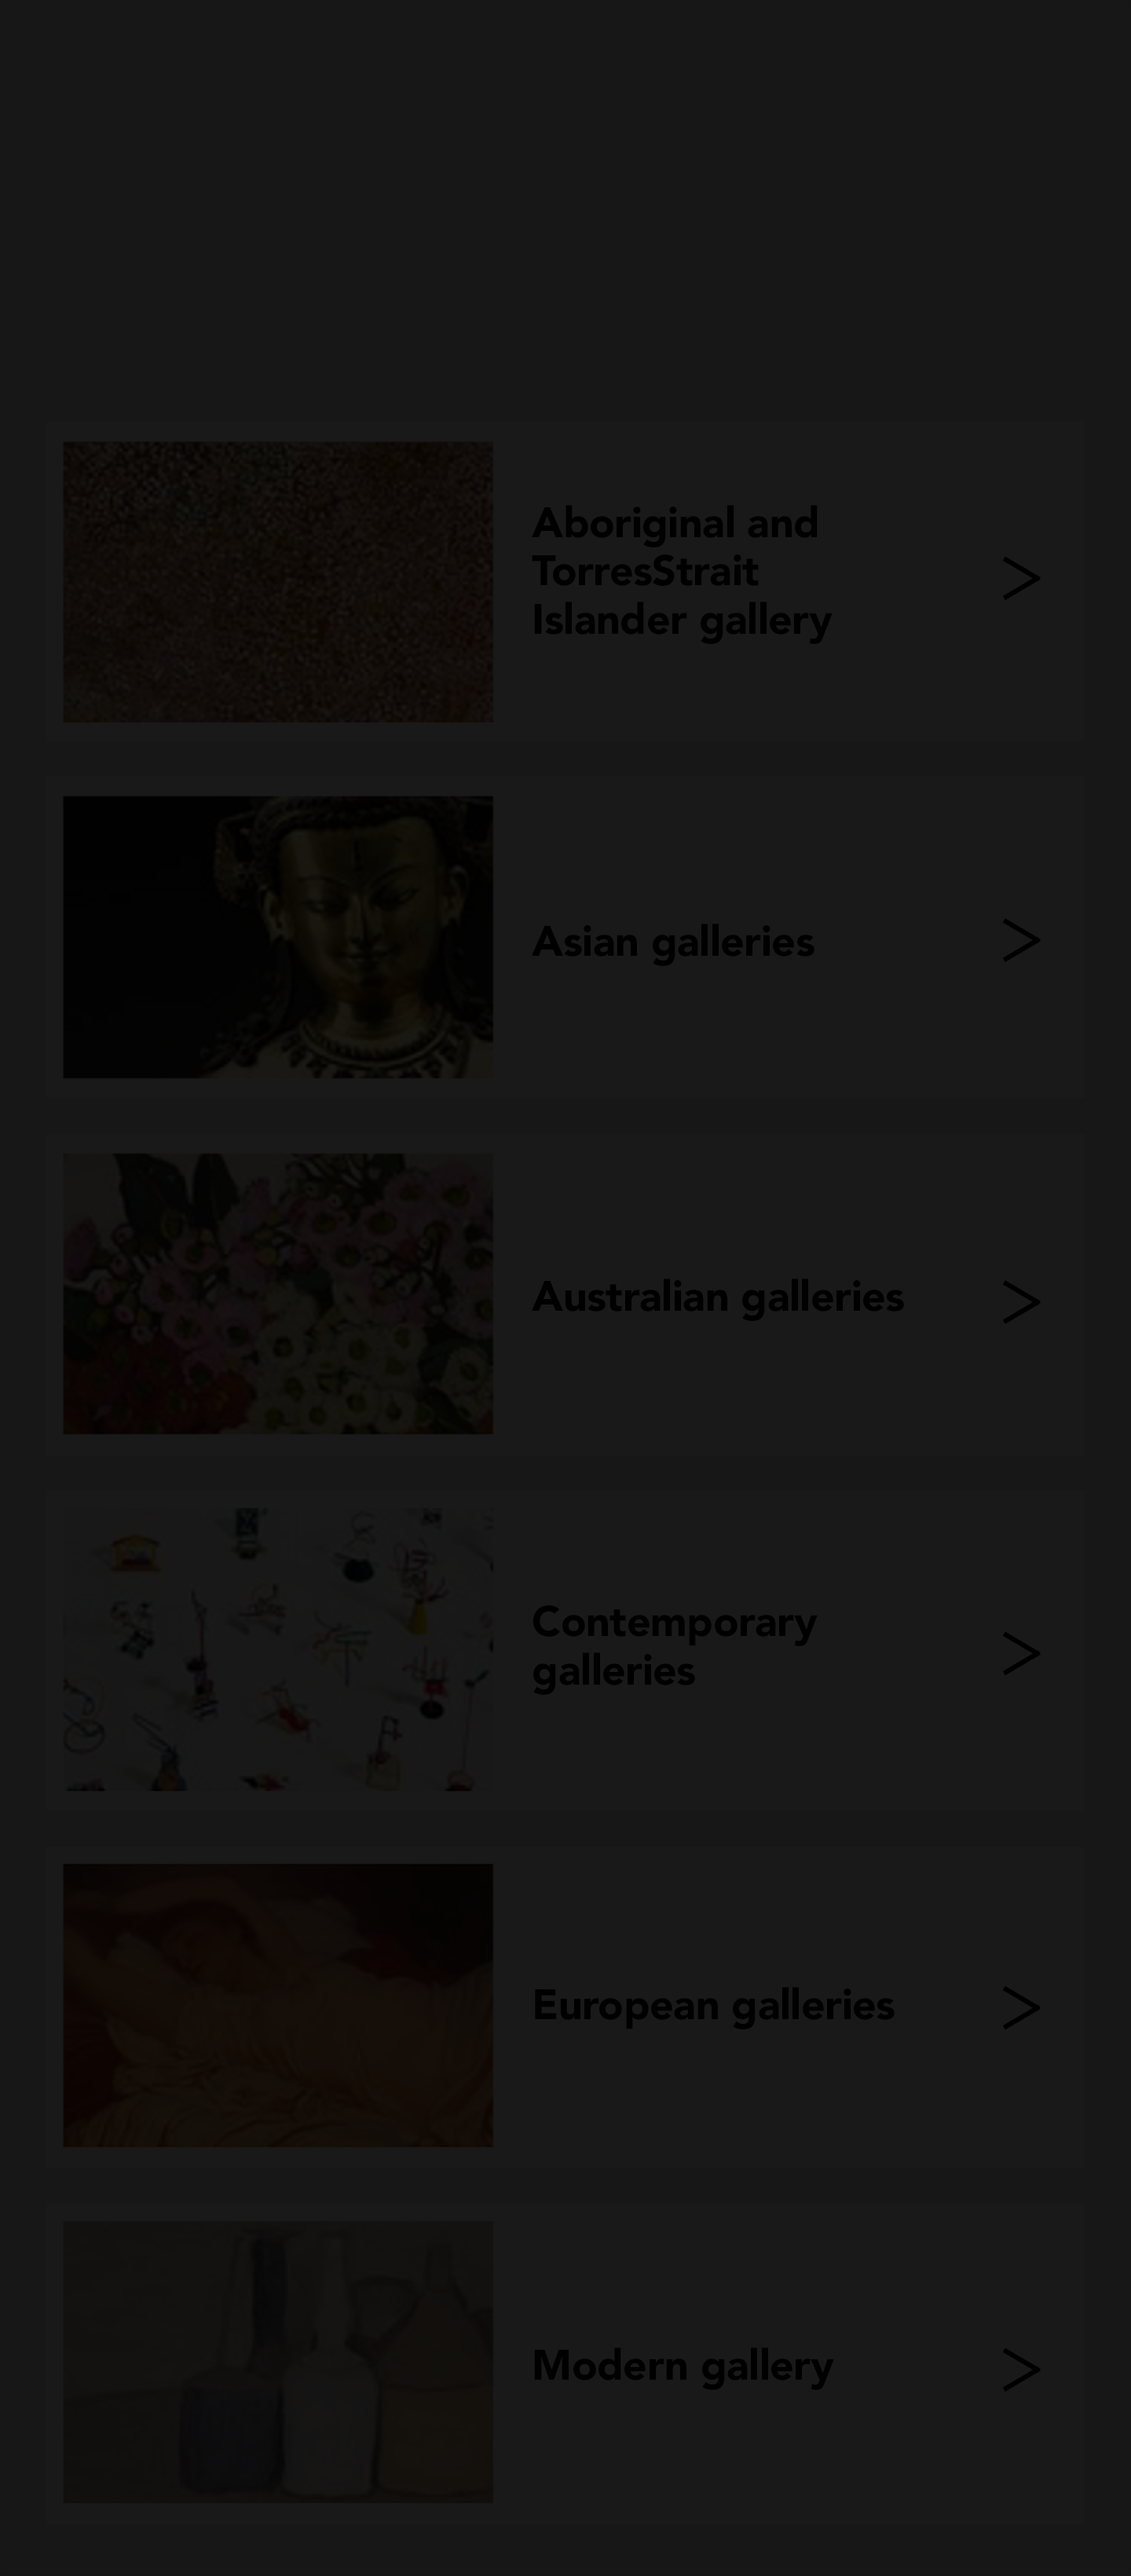 Aboriginal and
TorresStrait
Islander gallery
>
Asian galleries
>
Australian galleries
>
Contemporary
galleries
>
European galleries
>
Modern gallery
>